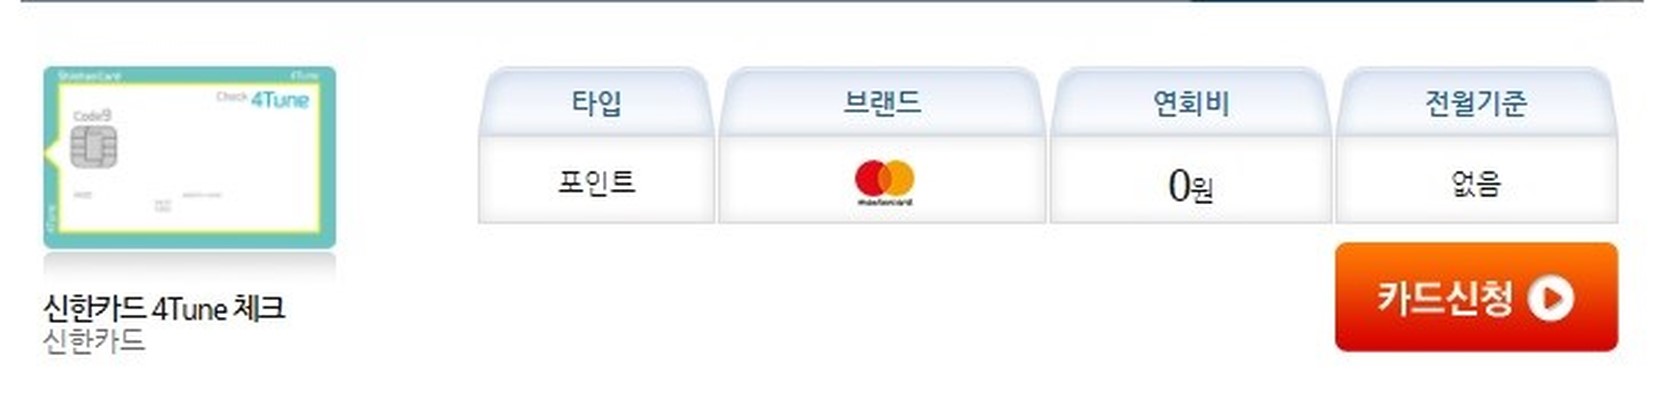 ShinhanCard 4Tune
Check 4Tune
Code9
4Tune
타입 브랜드 연회비 전월기준
포인트 mastercard 0원 없음
카드신청
신한카드 4Tune 체크
신한카드